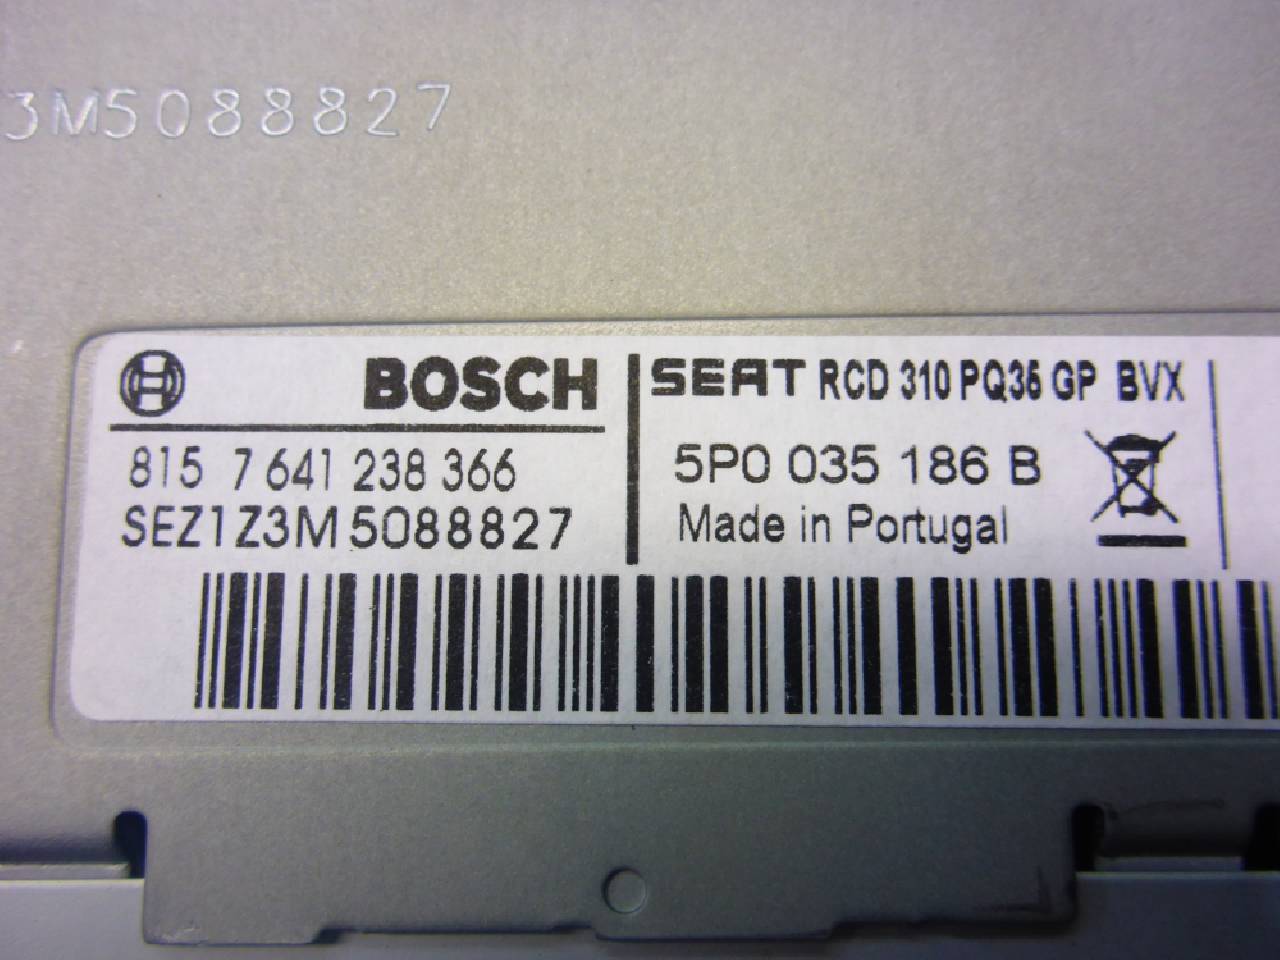 3M5088827
BOSCH
815 7 641 238 366
SEZ1Z3M5088827
SEAT RCD 310 PQ35 GP BVX
5P0 035 186 B
Made in Portugal